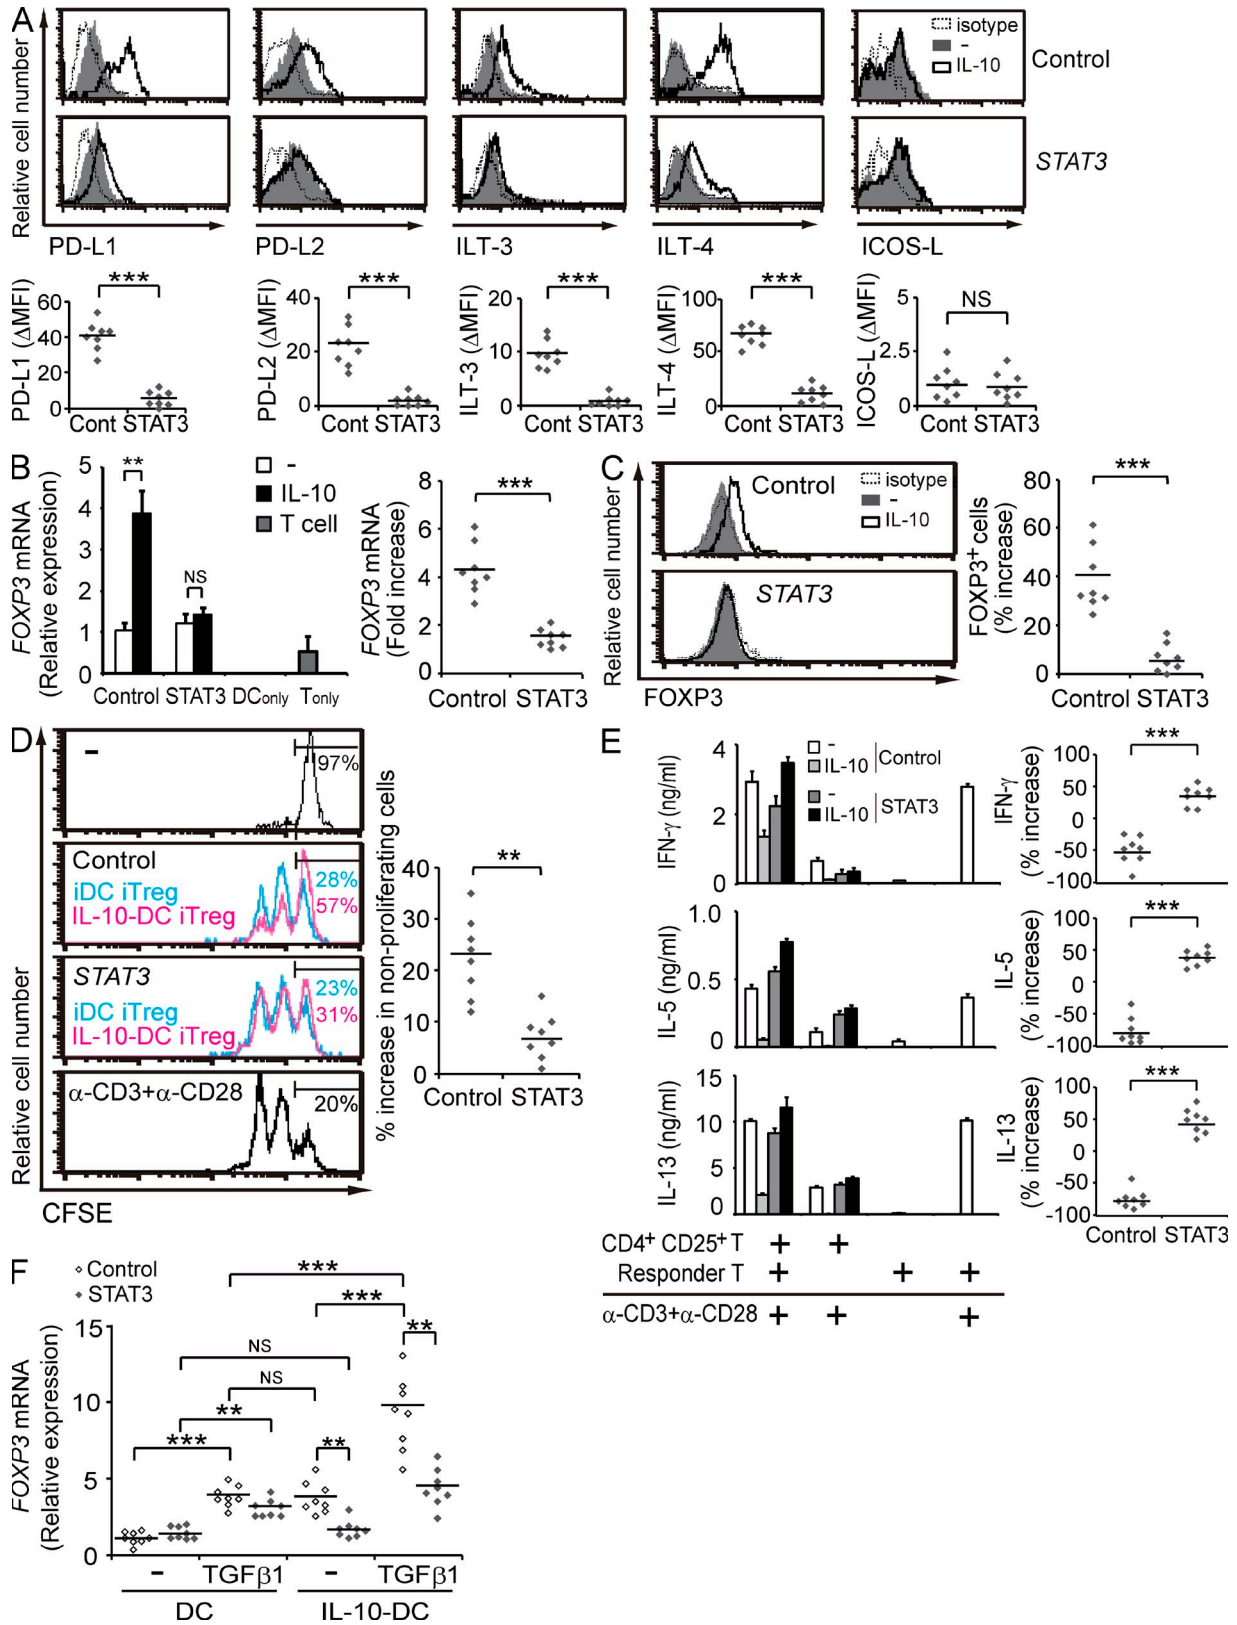 A
Relative cell number
isotype
-
IL-10
Control
STAT3
PD-L1
PD-L2
ILT-3
ILT-4
ICOS-L
PD-L1 (ΔMFI)
60
40
20
0
***
Cont STAT3
PD-L2 (ΔMFI)
40
20
0
***
Cont STAT3
ILT-3 (ΔMFI)
20
10
0
***
Cont STAT3
ILT-4 (ΔMFI)
100
50
0
***
Cont STAT3
ICOS-L (ΔMFI)
5
2.5
0
NS
Cont STAT3
B
FOXP3 mRNA
(Relative expression)
5
4
3
2
1
0
**
NS
-
IL-10
T cell
Control STAT3 DConly Tonly
FOXP3 mRNA
(Fold increase)
8
6
4
2
0
***
Control STAT3
C
Relative cell number
Control
isotype
-
IL-10
STAT3
FOXP3
FOXP3+ cells
(% increase)
80
60
40
20
0
***
Control STAT3
D
Relative cell number
-
97%
Control
iDC iTreg
IL-10-DC iTreg
28%
57%
STAT3
iDC iTreg
IL-10-DC iTreg
23%
31%
α-CD3+α-CD28
20%
CFSE
% increase in non-proliferating cells
40
30
20
10
0
**
Control STAT3
E
IFN-γ (ng/ml)
4
2
0
-
IL-10
Control
-
IL-10
STAT3
IFN-γ
(% increase)
100
50
0
-50
-100
***
IL-5 (ng/ml)
1.0
0.5
0
IL-5
(% increase)
100
50
0
-50
-100
***
IL-13 (ng/ml)
15
10
5
0
IL-13
(% increase)
100
50
0
-50
-100
***
Control STAT3
CD4+ CD25+ T + +
Responder T + + +
α-CD3+α-CD28 + + +
F
Control
STAT3
FOXP3 mRNA
(Relative expression)
15
10
5
0
***
***
**
NS
NS
**
***
**
- TGFβ1 - TGFβ1
DC IL-10-DC